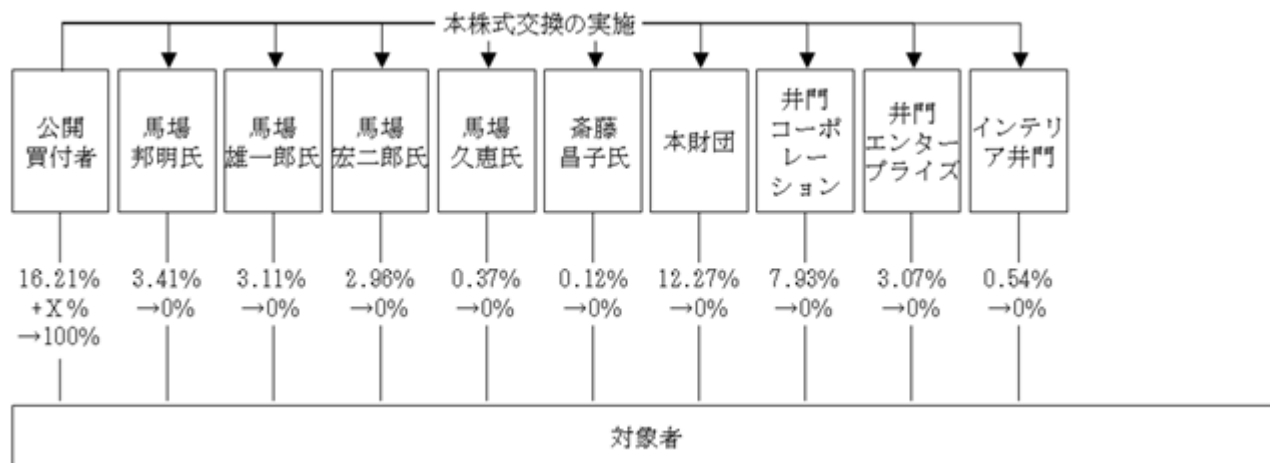 本株式交換の実施
公開
買付者
馬場
邦明氏
馬場
雄一郎氏
馬場
宏二郎氏
馬場
久恵氏
斎藤
昌子氏
本財団
井門
コーポ
レー
ション
井門
エンター
プライズ
インテリ
ア井門
16.21%
+X%
→100%
3.41%
→0%
3.11%
→0%
2.96%
→0%
0.37%
→0%
0.12%
→0%
12.27%
→0%
7.93%
→0%
3.07%
→0%
0.54%
→0%
対象者